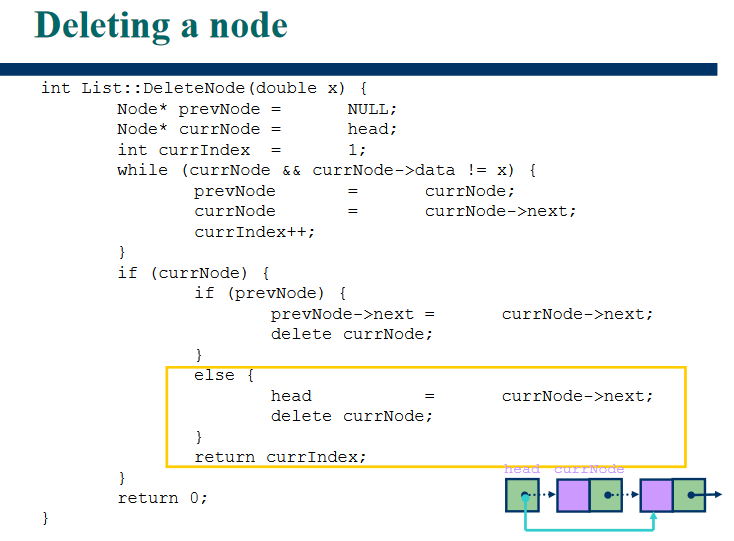 Deleting a node
int List::DeleteNode(double x) {
Node* prevNode = NULL;
Node* currNode = head;
int currIndex = 1;
while (currNode && currNode->data != x) {
prevNode = currNode;
currNode = currNode->next;
currIndex++;
}
if (currNode) {
if (prevNode) {
prevNode->next = currNode->next;
delete currNode;
}
else {
head = currNode->next;
delete currNode;
}
return currIndex;
}
return 0;
}
head currNode